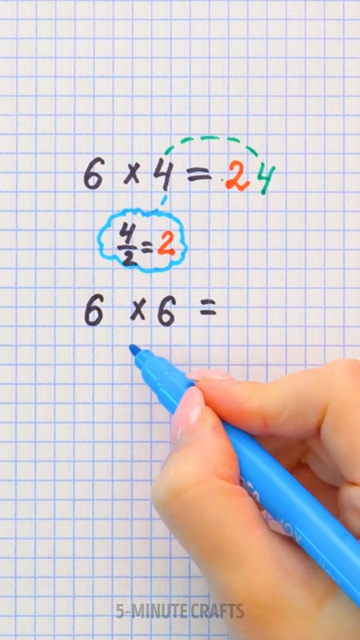 6 × 4 = 24
4/2 = 2
6 × 6 =
5-MINUTE CRAFTS